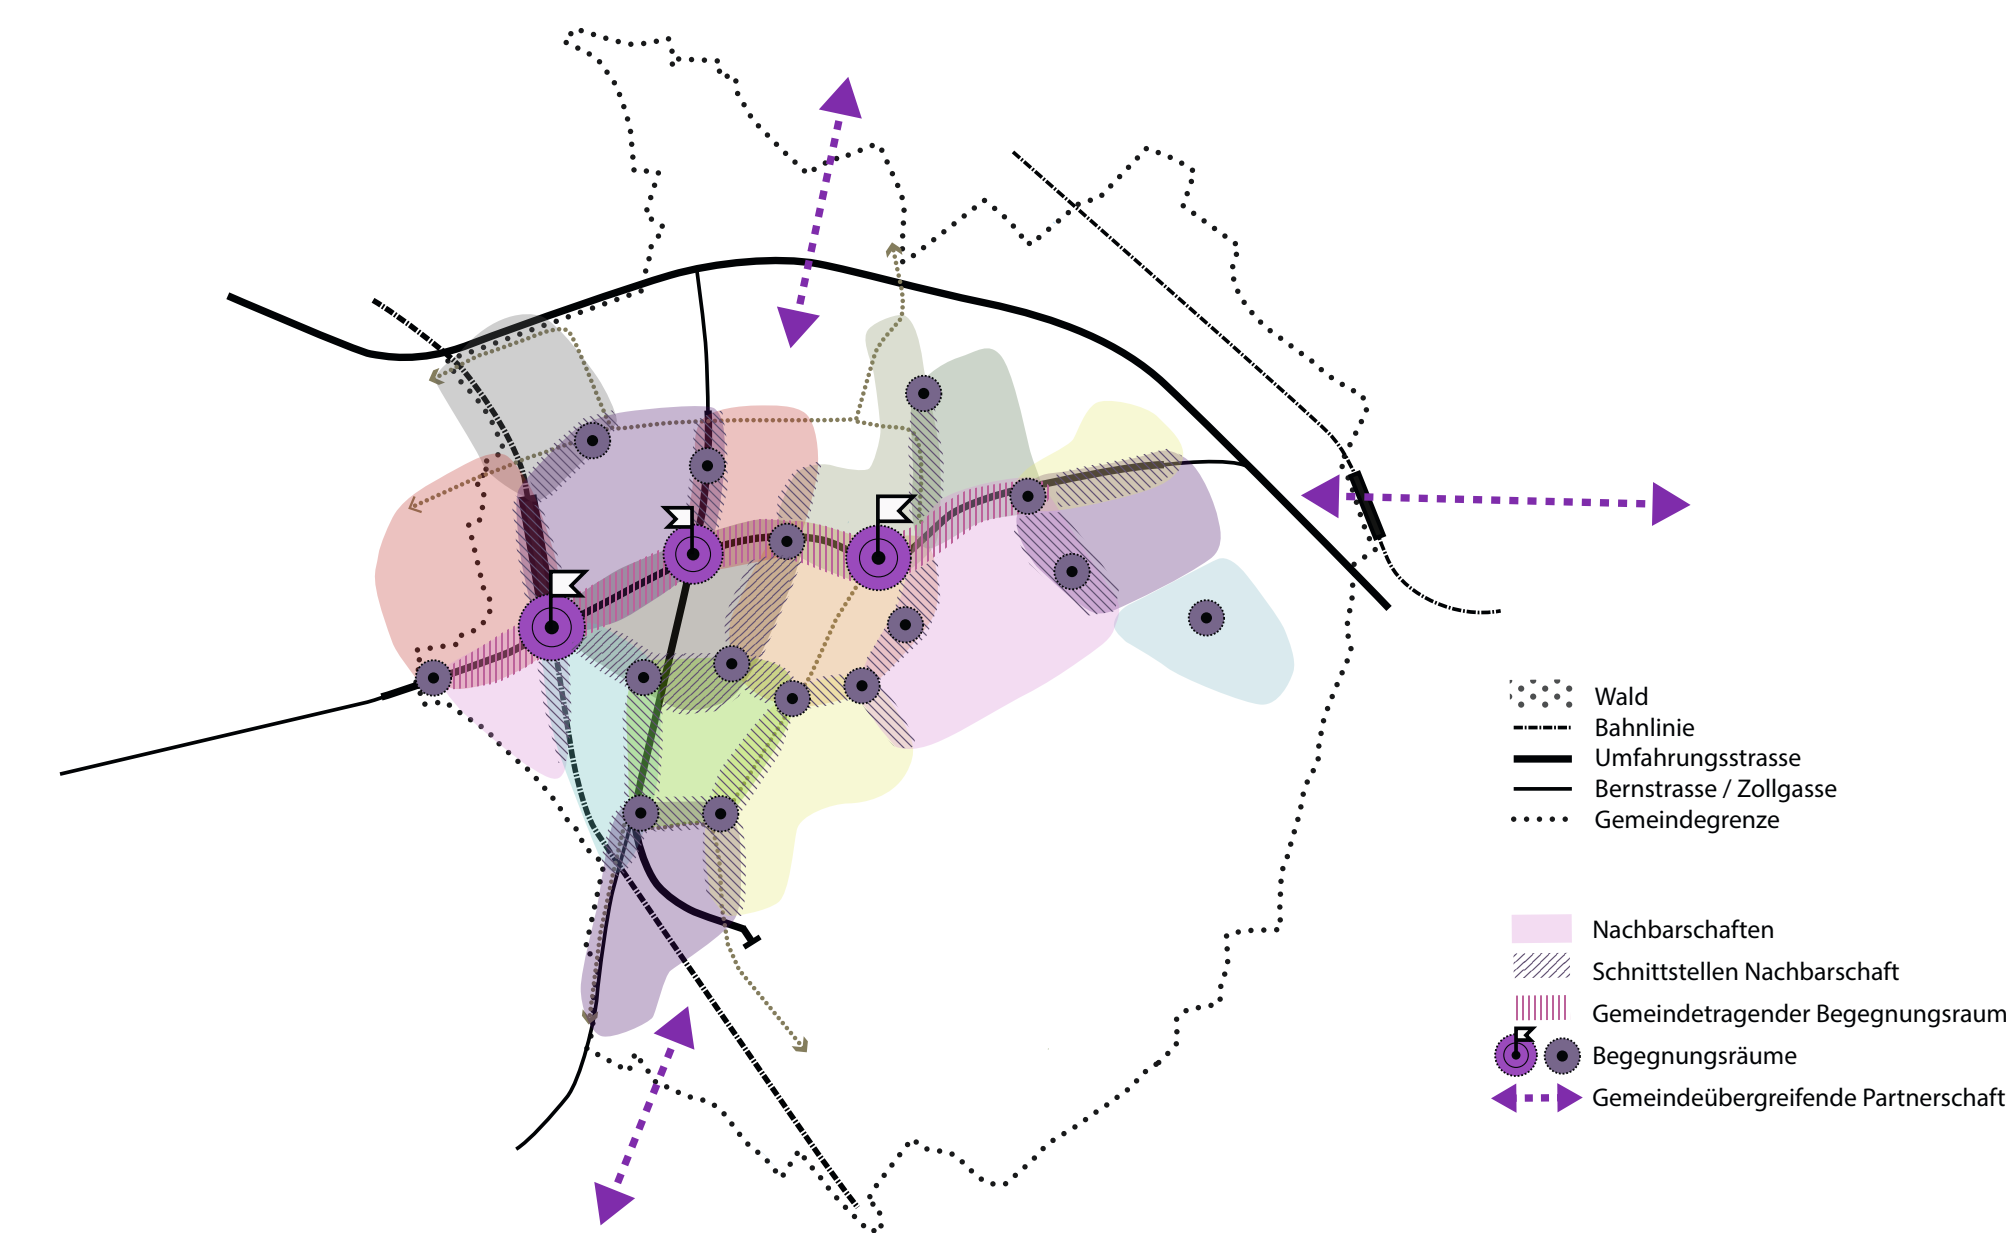 Wald
Bahnlinie
Umfahrungsstrasse
Bernstrasse / Zollgasse
Gemeindegrenze
Nachbarschaften
Schnittstellen Nachbarschaft
Gemeindetragender Begegnungsraum
Begegnungsräume
Gemeindeübergreifende Partnerschaft